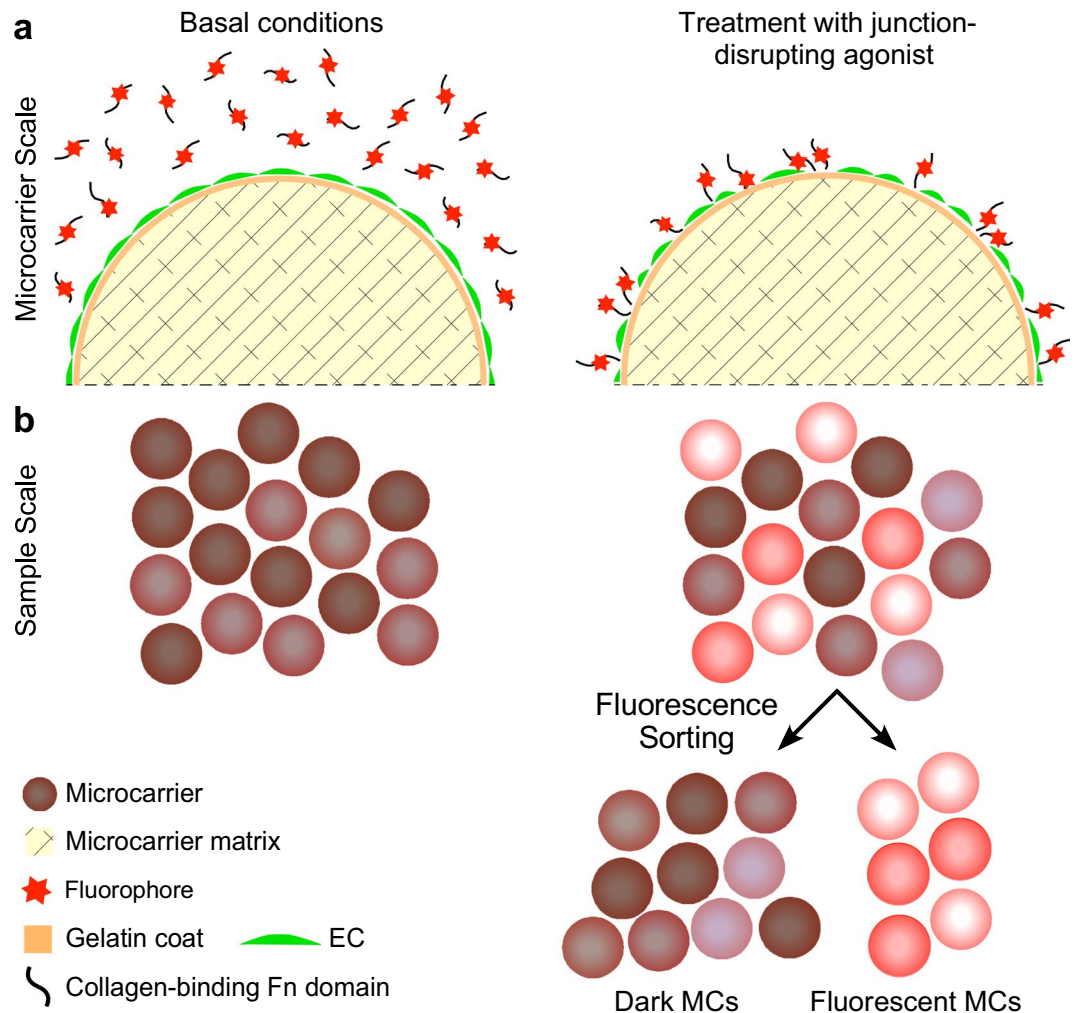 a
Basal conditions
Treatment with junction-
disrupting agonist
Microcarrier Scale
b
Sample Scale
Fluorescence
Sorting
Microcarrier
Microcarrier matrix
Fluorophore
Gelatin coat
EC
Collagen-binding Fn domain
Dark MCs
Fluorescent MCs